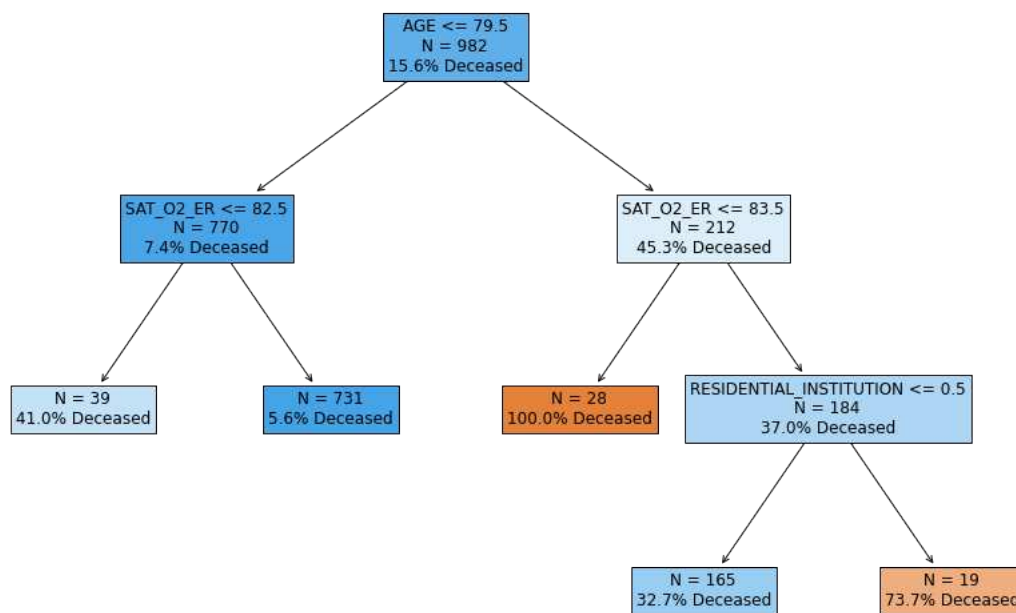 AGE <= 79.5
N = 982
15.6% Deceased
SAT_O2_ER <= 82.5
N = 770
7.4% Deceased
SAT_O2_ER <= 83.5
N = 212
45.3% Deceased
N = 39
41.0% Deceased
N = 731
5.6% Deceased
N = 28
100.0% Deceased
RESIDENTIAL_INSTITUTION <= 0.5
N = 184
37.0% Deceased
N = 165
32.7% Deceased
N = 19
73.7% Deceased